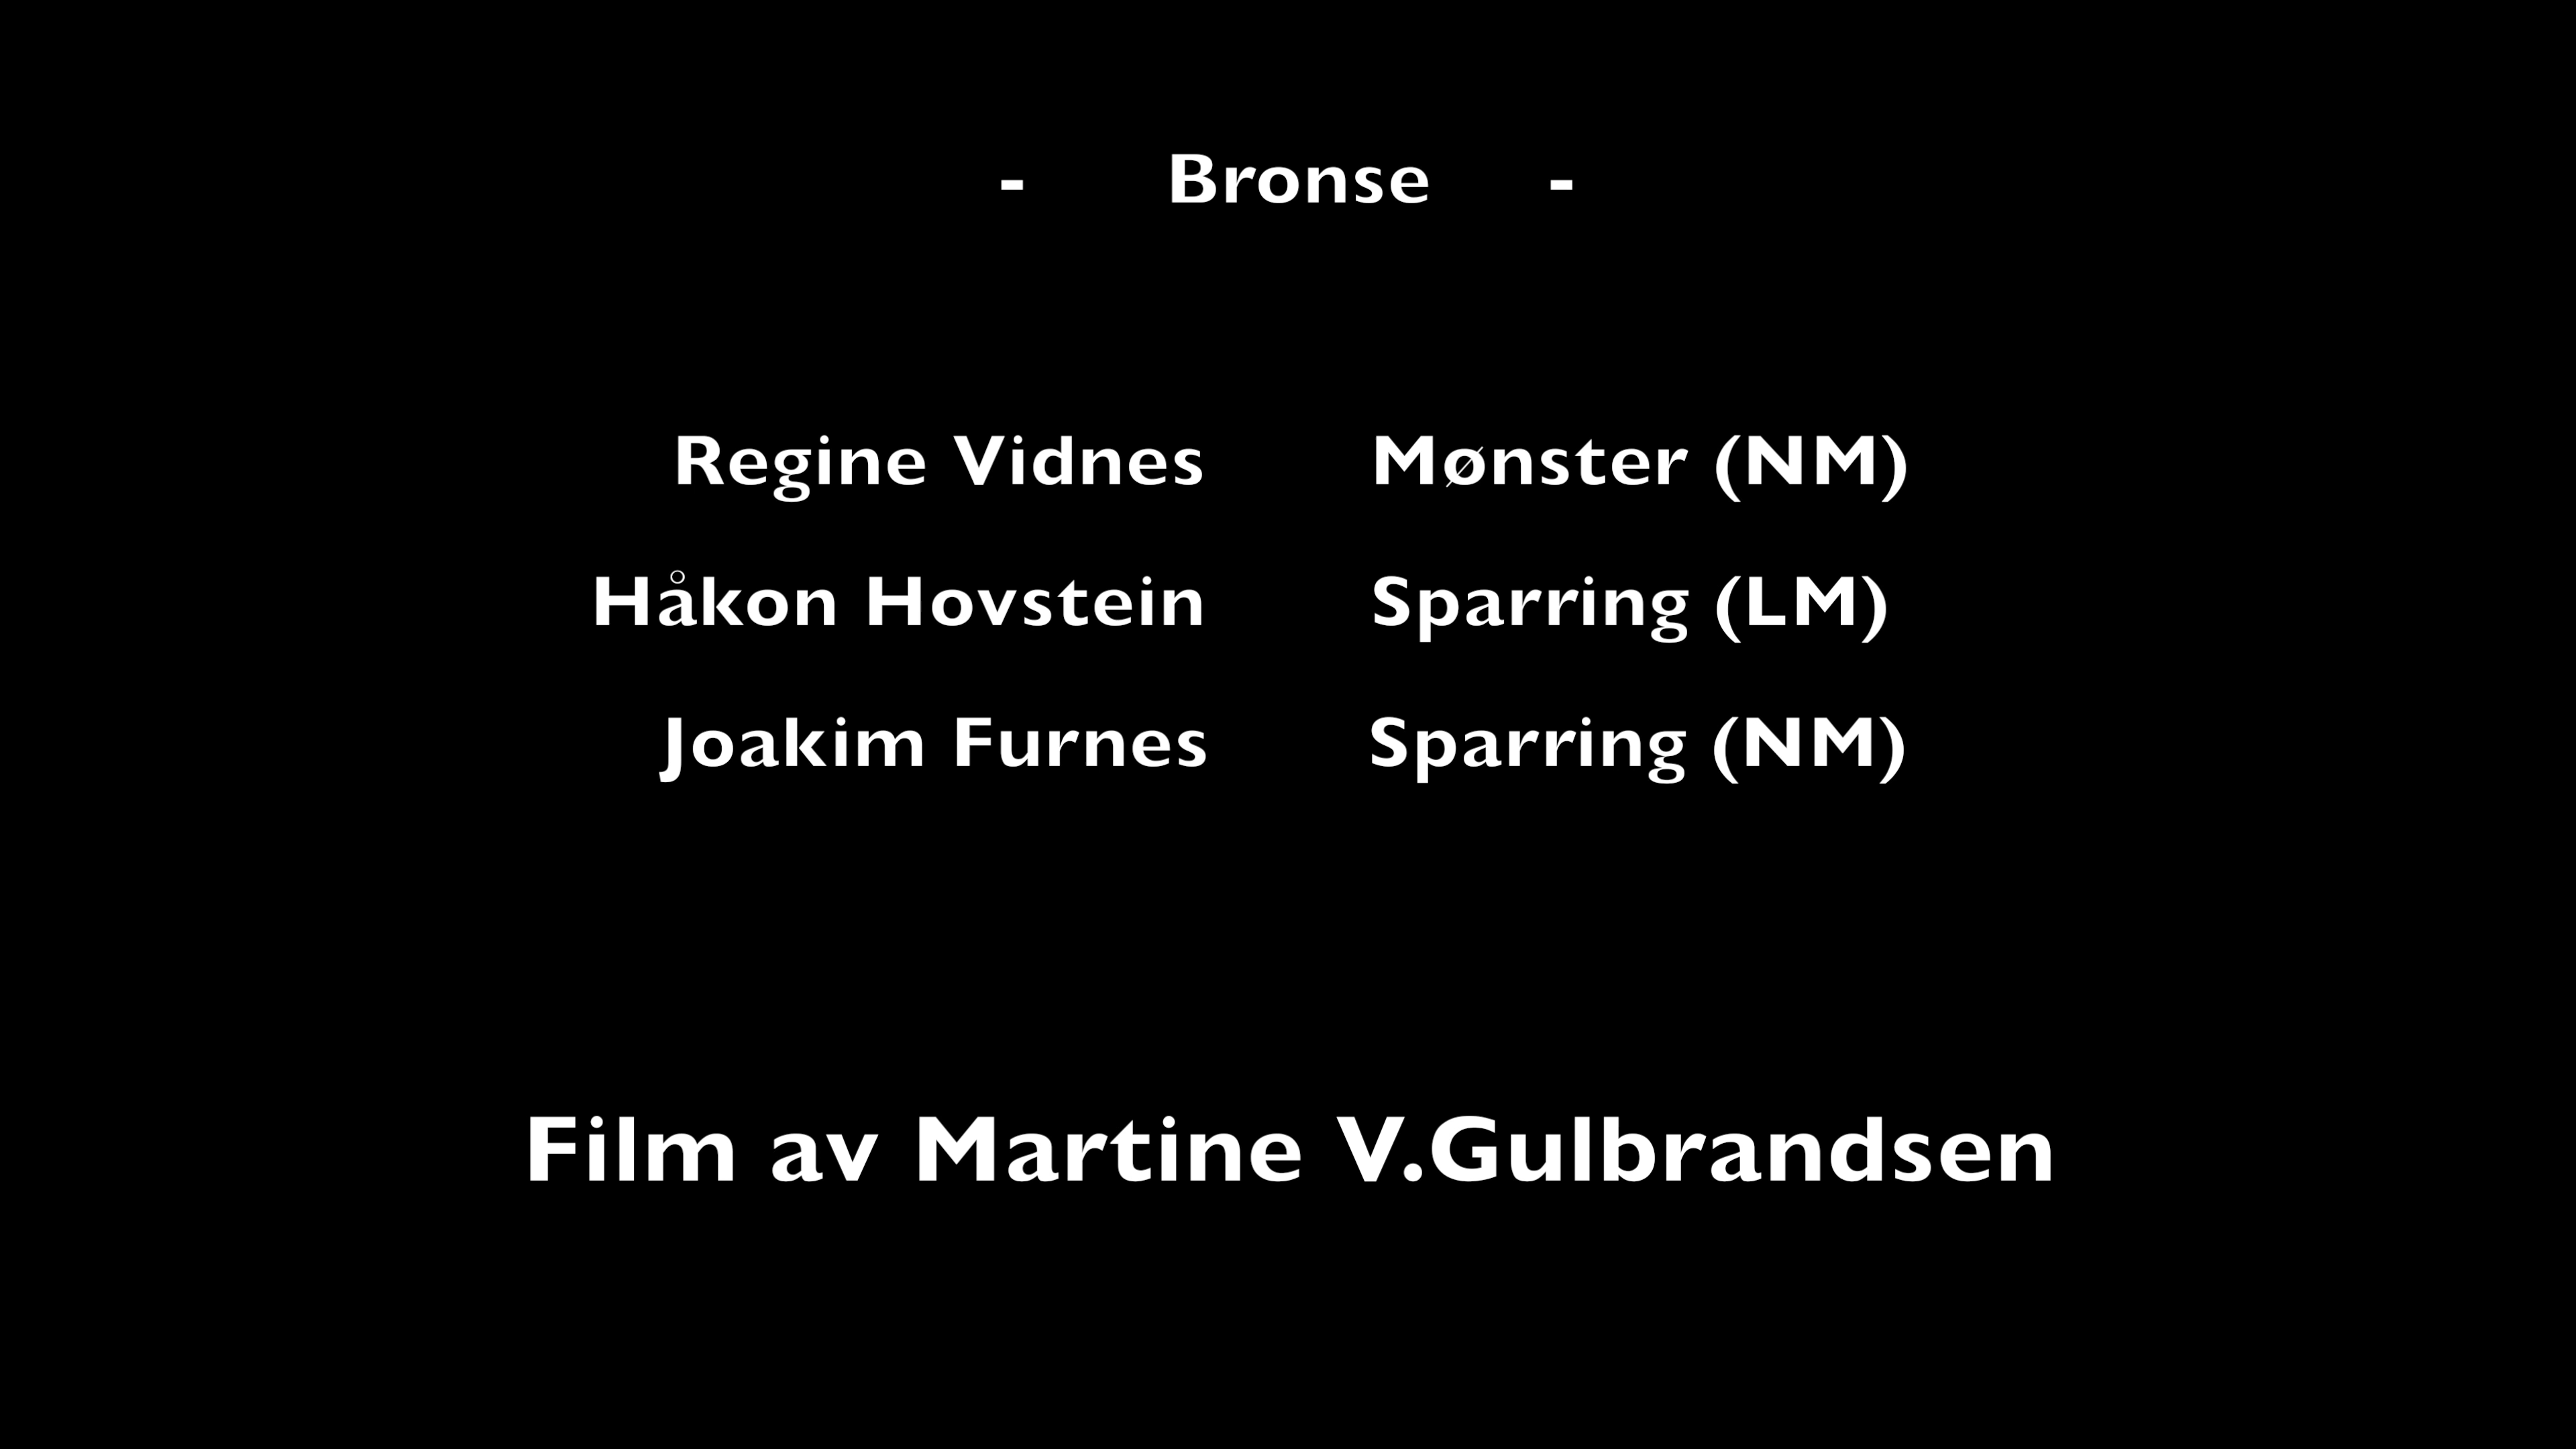 - Bronse -
Regine Vidnes Mønster (NM)
Håkon Hovstein Sparring (LM)
Joakim Furnes Sparring (NM)
Film av Martine V.Gulbrandsen